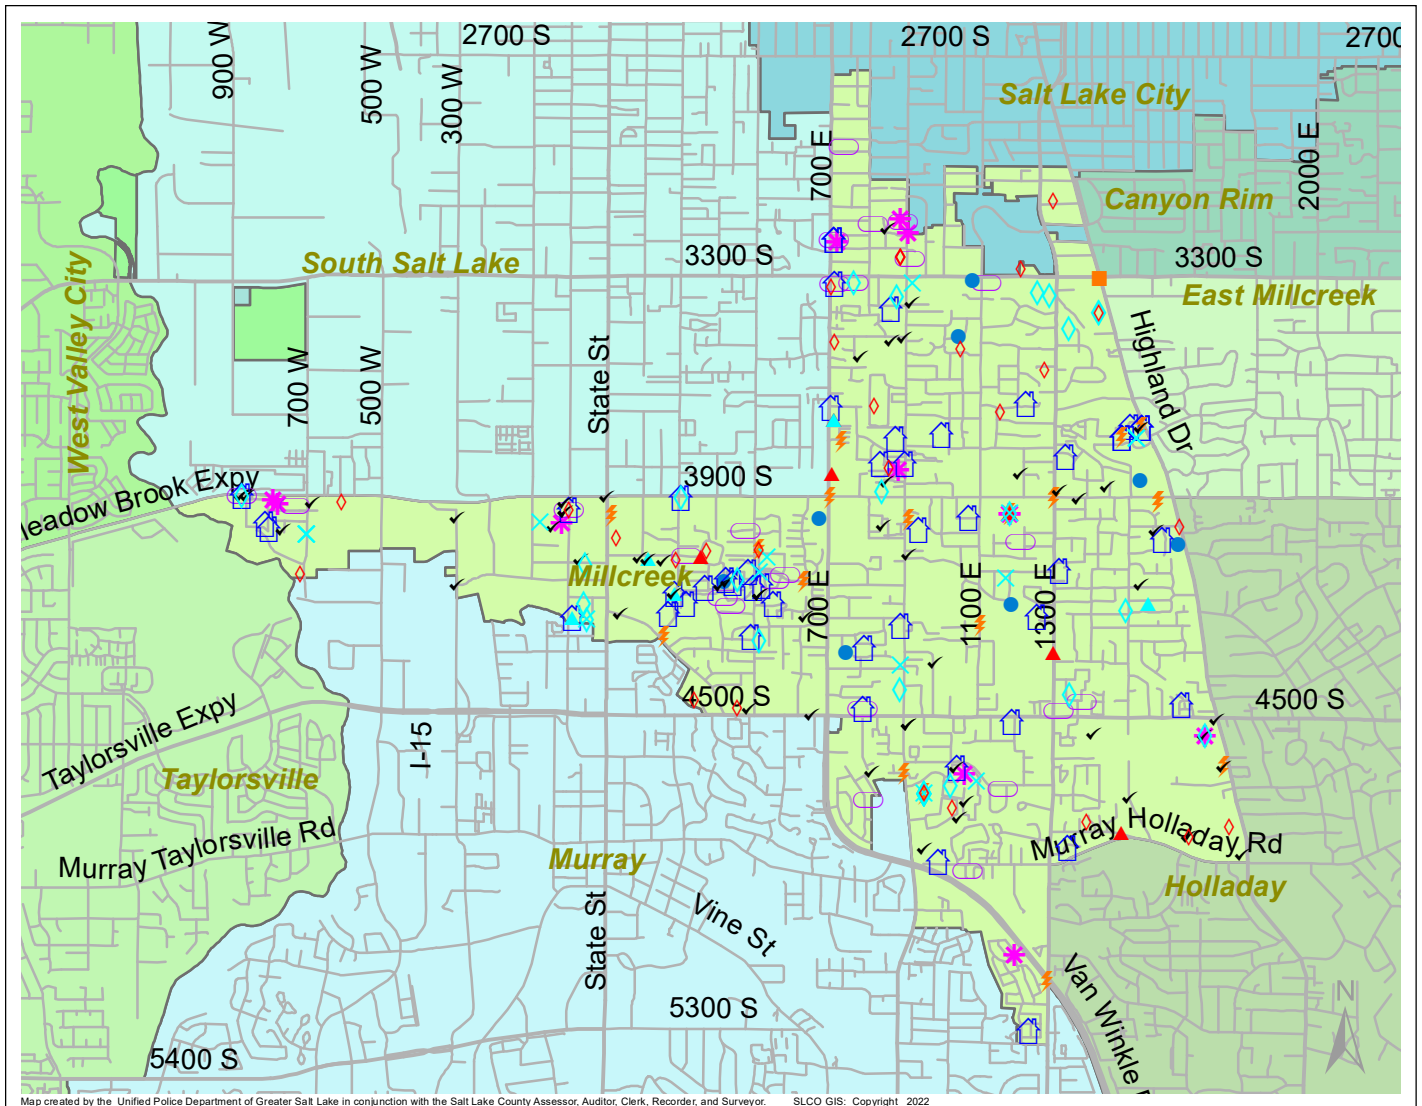 2700 S
2700 S
2700
900 W
500 W
300 W
Salt Lake City
700 E
2000 E
Canyon Rim
South Salt Lake
3300 S
3300 S
West Valley City
East Millcreek
Highland Dr
700 W
500 W
State St
3900 S
Meadow Brook Expy
Millcreek
700 E
1100 E
1300 E
4500 S
4500 S
Taylorsville Expy
I-15
Taylorsville
Murray Taylorsville Rd
Murray Holladay Rd
Murray
Holladay
State St
Vine St
Van Winkle
5300 S
5400 S
N
Map created by the Unified Police Department of Greater Salt Lake in conjunction with the Salt Lake County Assessor, Auditor, Clerk, Recorder, and Surveyor. SLCO GIS: Copyright 2022